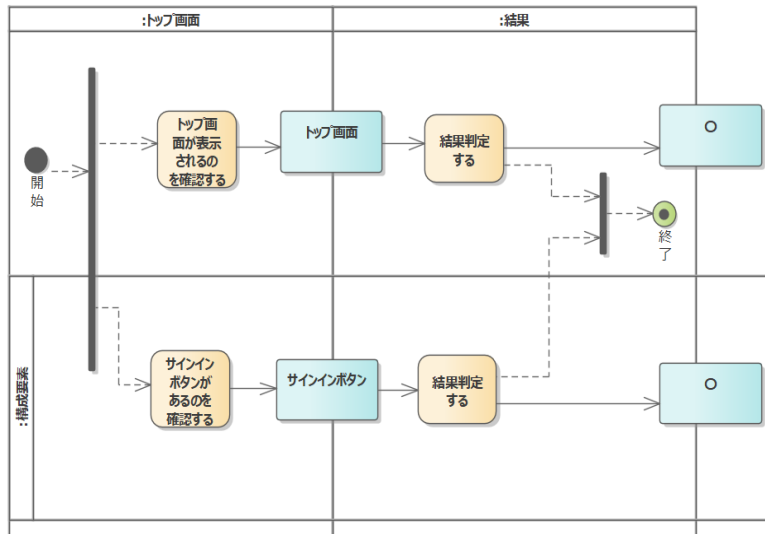 :トップ画面
:結果
開
始
トップ画
面が表示
されるの
を確認する
トップ画面
結果判定
する
○
終
了
:構成要素
サインイン
ボタンが
あるのを
確認する
サインインボタン
結果判定
する
○